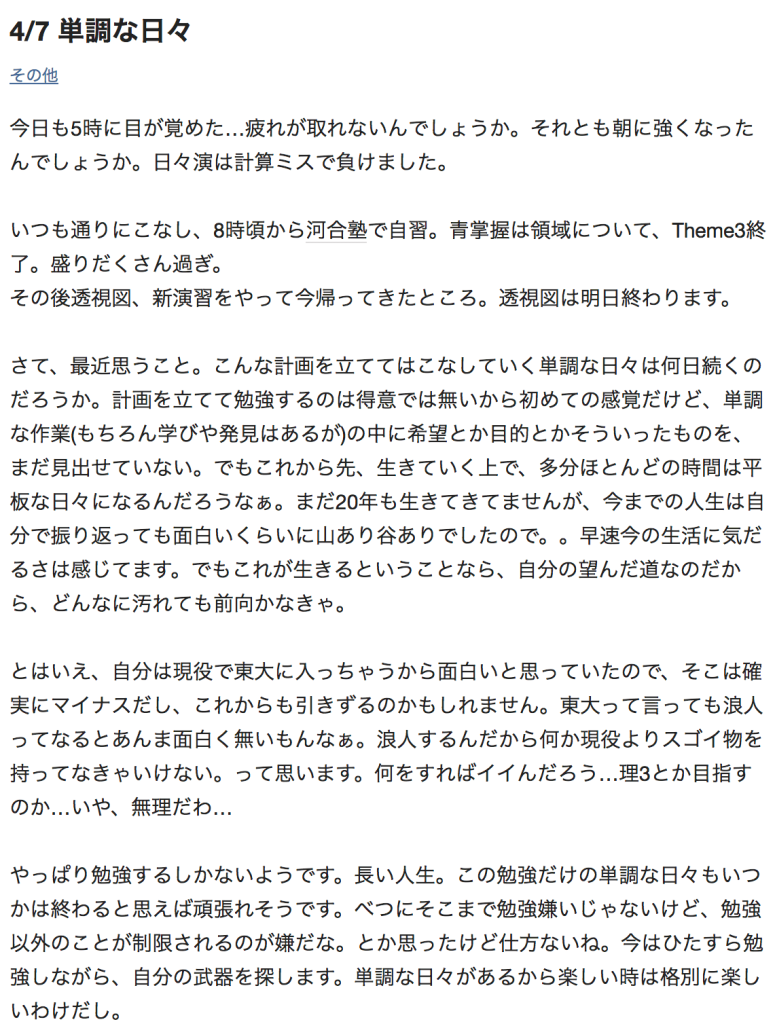 4/7 単調な日々
その他
今日も5時に目が覚めた…疲れが取れないんでしょうか。それとも朝に強くなった
んでしょうか。日々演は計算ミスで負けました。
いつも通りにこなし、8時頃から河合塾で自習。青掌握は領域について、Theme3終
了。盛りだくさん過ぎ。
その後透視図、新演習をやって今帰ってきたところ。透視図は明日終わります。
さて、最近思うこと。こんな計画を立ててはこなしていく単調な日々は何日続くの
だろうか。計画を立てて勉強するのは得意では無いから初めての感覚だけど、単調
な作業(もちろん学びや発見はあるが)の中に希望とか目的とかそういったものを、
まだ見出せていない。でもこれから先、生きていく上で、多分ほとんどの時間は平
板な日々になるんだろうなぁ。まだ20年も生きてきてませんが、今までの人生は自
分で振り返っても面白いくらいに山あり谷ありでしたので。。早速今の生活に気だ
るさは感じてます。でもこれが生きるということなら、自分の望んだ道なのだか
ら、どんなに汚れても前向かなきゃ。
とはいえ、自分は現役で東大に入っちゃうから面白いと思っていたので、そこは確
実にマイナスだし、これからも引きずるのかもしれません。東大って言っても浪人
ってなるとあんま面白く無いもんなぁ。浪人するんだから何か現役よりスゴイ物を
持ってなきゃいけない。って思います。何をすればイイんだろう…理3とか目指す
のか…いや、無理だわ…
やっぱり勉強するしかないようです。長い人生。この勉強だけの単調な日々もいつ
かは終わると思えば頑張れそうです。べつにそこまで勉強嫌いじゃないけど、勉強
以外のことが制限されるのが嫌だな。とか思ったけど仕方ないね。今はひたすら勉
強しながら、自分の武器を探します。単調な日々があるから楽しい時は格別に楽し
いわけだし。